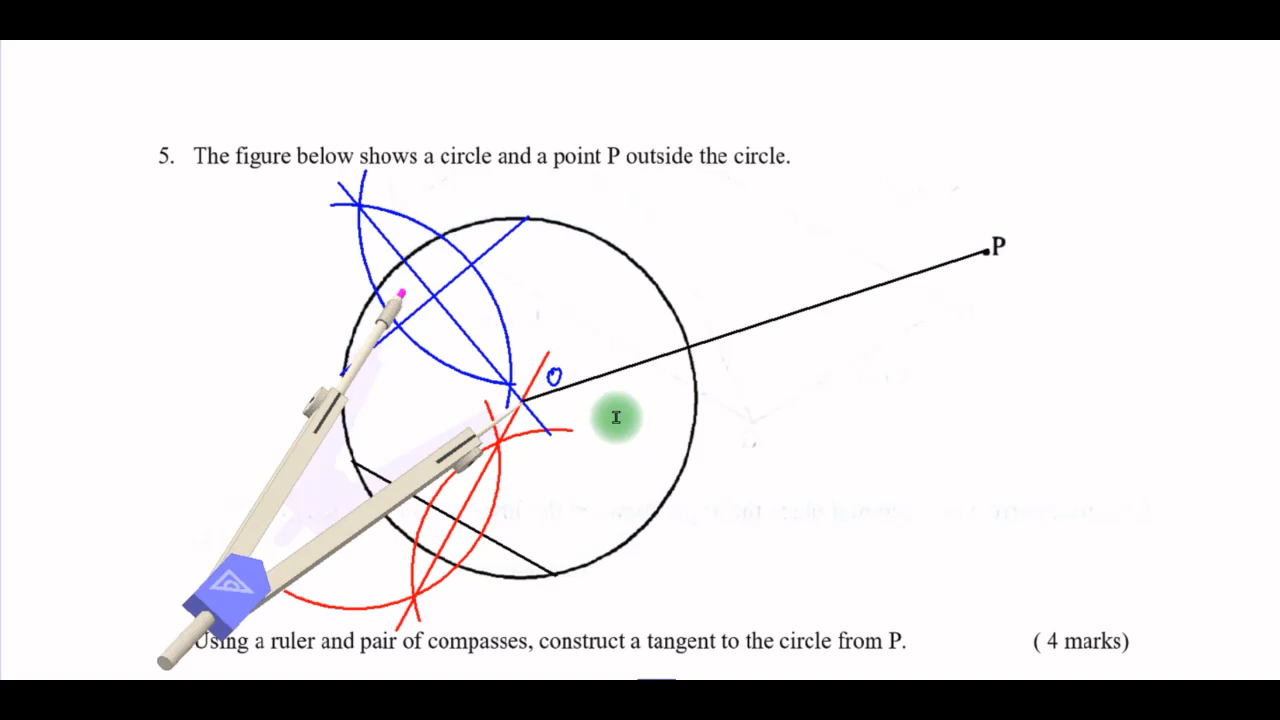 5. The figure below shows a circle and a point P outside the circle.
P
O
Using a ruler and pair of compasses, construct a tangent to the circle from P. ( 4 marks)